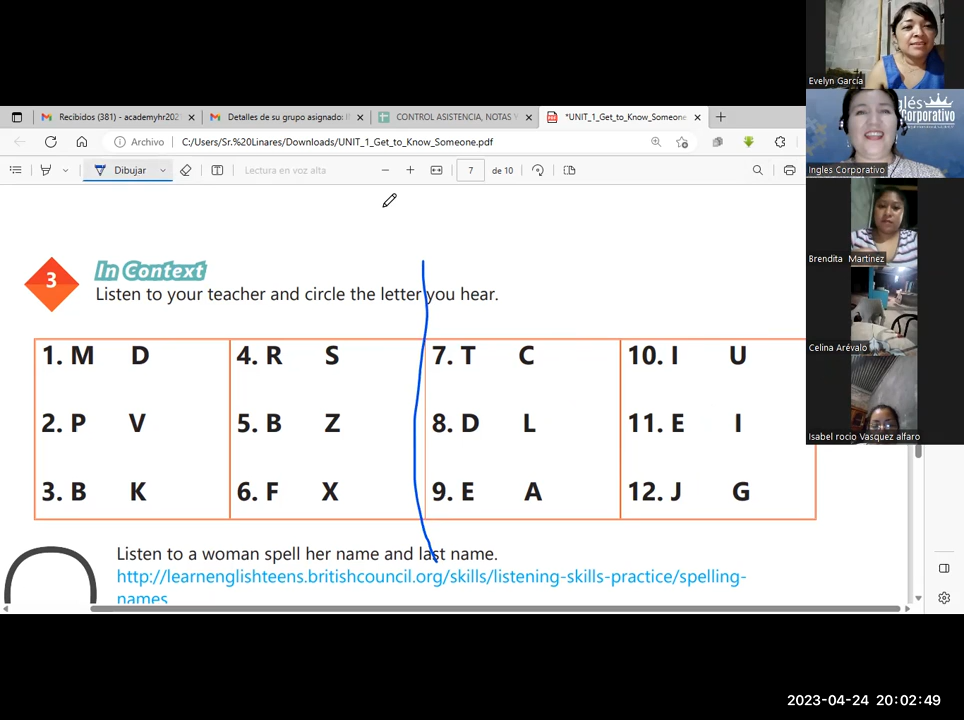 Recibidos (381) - academyhr202
Detalles de su grupo asignado: I
CONTROL ASISTENCIA, NOTAS Y
*UNIT_1_Get_to_Know_Someone
Archivo
C:/Users/Sr.%20Linares/Downloads/UNIT_1_Get_to_Know_Someone.pdf
Dibujar
Lectura en voz alta
7
de 10
3
In Context
Listen to your teacher and circle the letter you hear.
1. M D 4. R S 7. T C 10. I U
2. P V 5. B Z 8. D L 11. E I
3. B K 6. F X 9. E A 12. J G
Listen to a woman spell her name and last name.
http://learnenglishteens.britishcouncil.org/skills/listening-skills-practice/spelling-
names
Evelyn García
glés
Corporativo
Ingles Corporativo
Brendita Martinez
Celina Arévalo
Isabel rocio Vasquez alfaro
2023-04-24 20:02:49